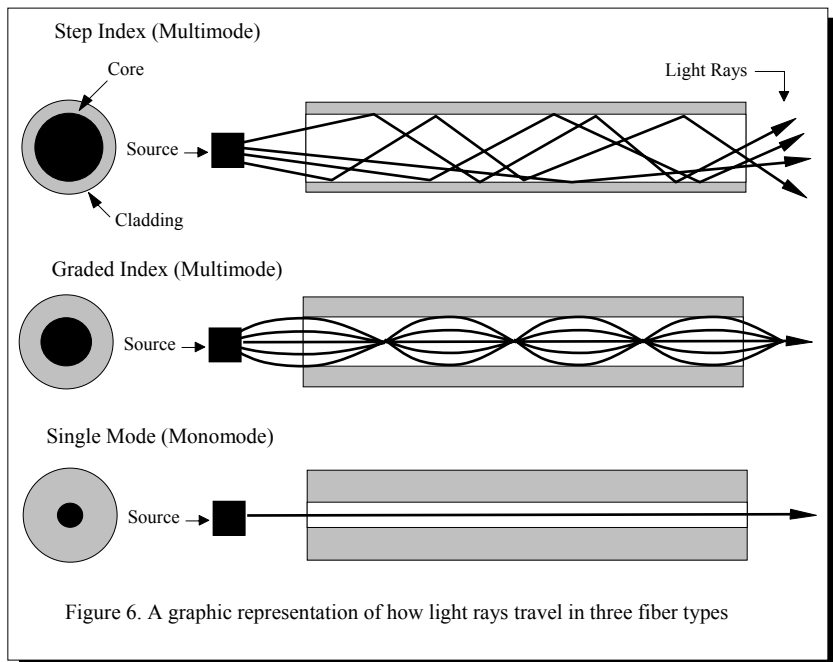 Step Index (Multimode)
Core
Light Rays
Source
Cladding
Graded Index (Multimode)
Source
Single Mode (Monomode)
Source
Figure 6. A graphic representation of how light rays travel in three fiber types